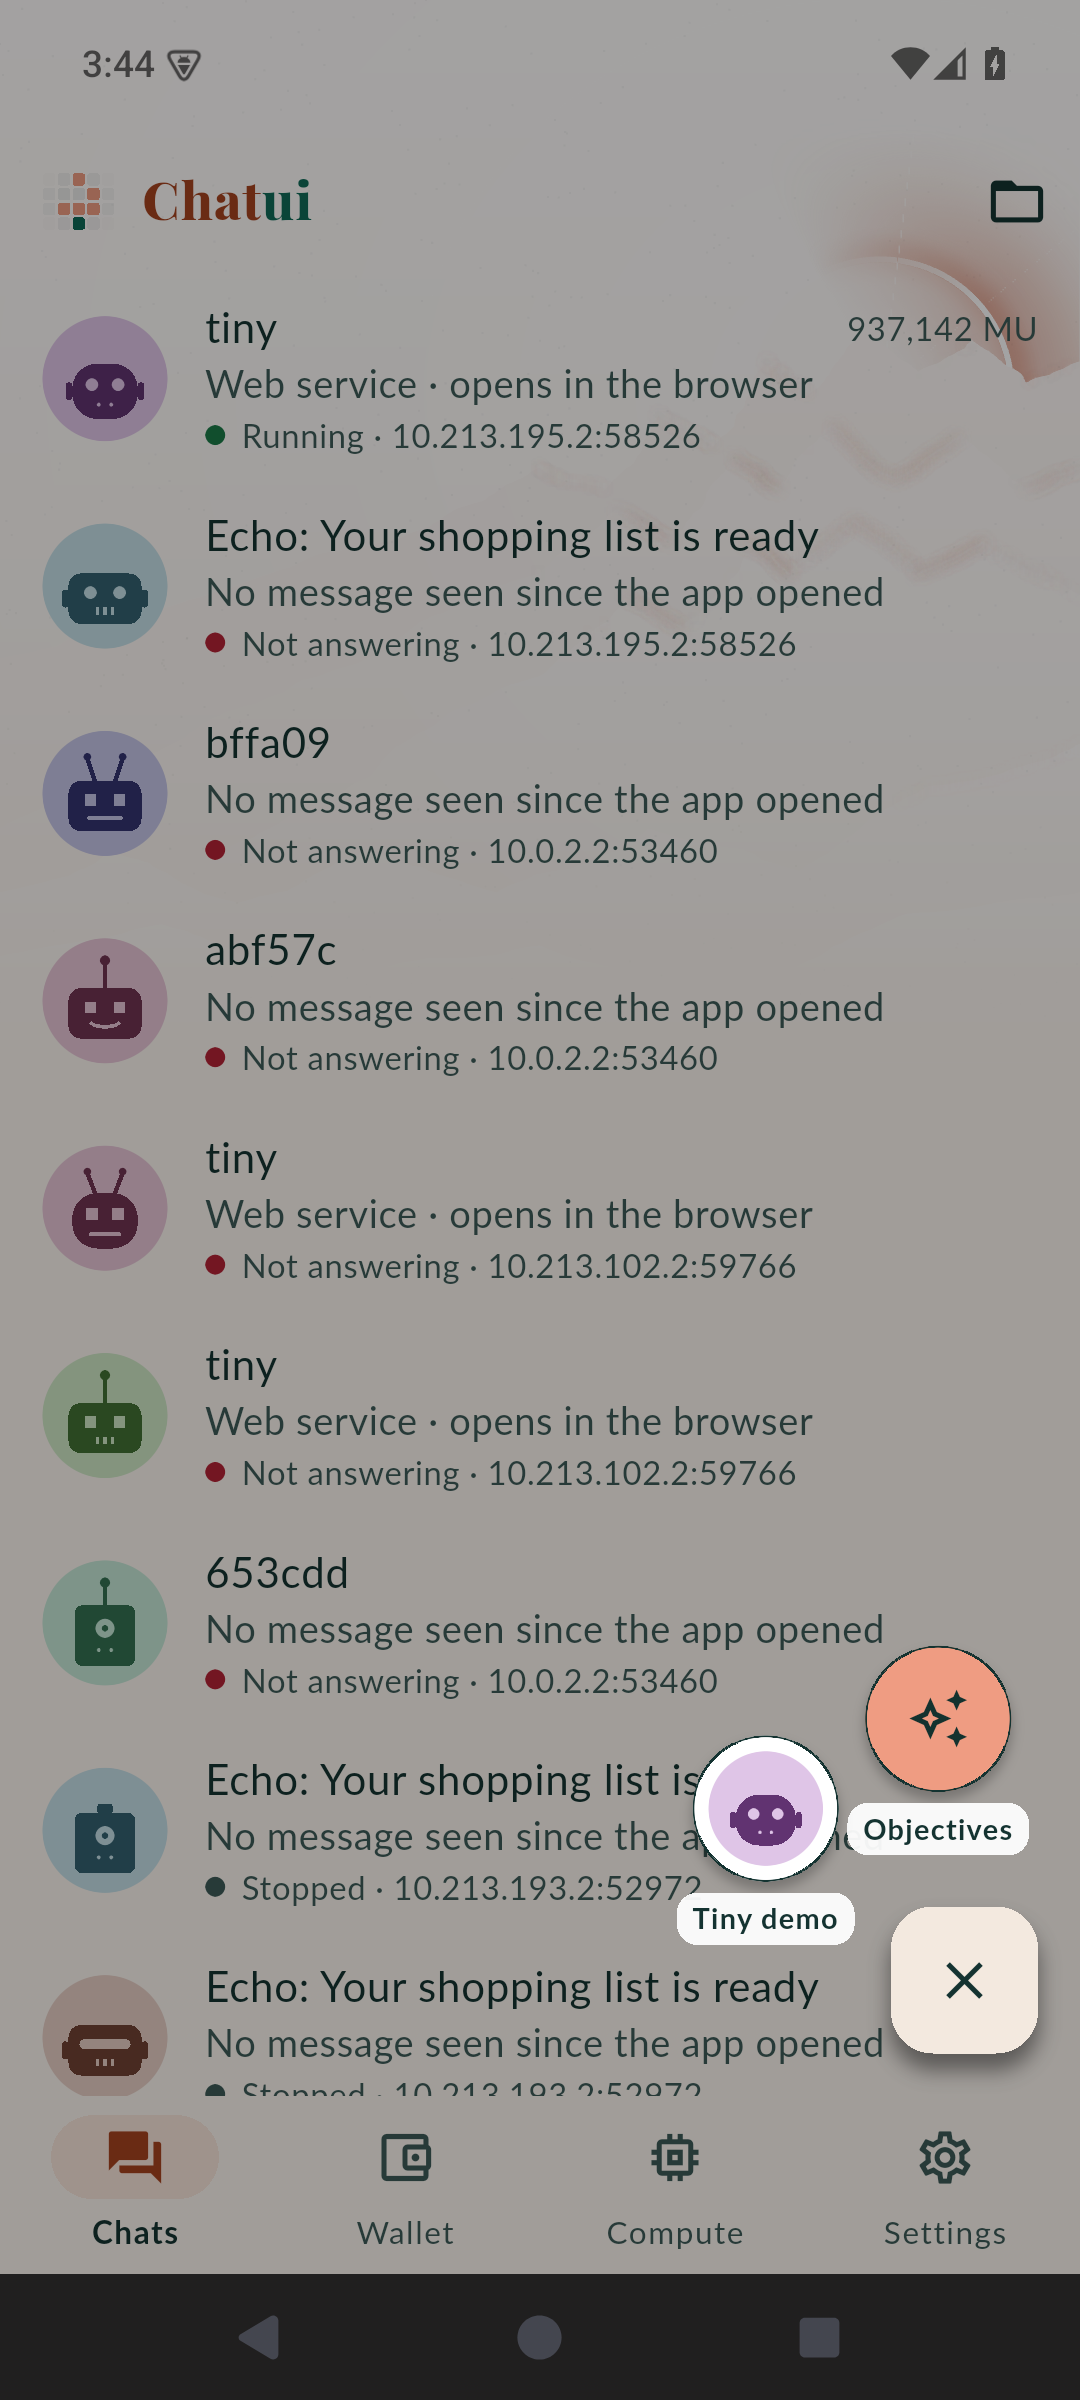 3:44
Chatui
tiny
937,142 MU
Web service · opens in the browser
Running · 10.213.195.2:58526
Echo: Your shopping list is ready
No message seen since the app opened
Not answering · 10.213.195.2:58526
bffa09
No message seen since the app opened
Not answering · 10.0.2.2:53460
abf57c
No message seen since the app opened
Not answering · 10.0.2.2:53460
tiny
Web service · opens in the browser
Not answering · 10.213.102.2:59766
tiny
Web service · opens in the browser
Not answering · 10.213.102.2:59766
653cdd
No message seen since the app opened
Not answering · 10.0.2.2:53460
Echo: Your shopping list is
No message seen since the
Objectives
Stopped · 10.213.193.2:52972
Tiny demo
Echo: Your shopping list is ready
No message seen since the app opened
Stopped · 10.213.193.2:52972
Chats
Wallet
Compute
Settings